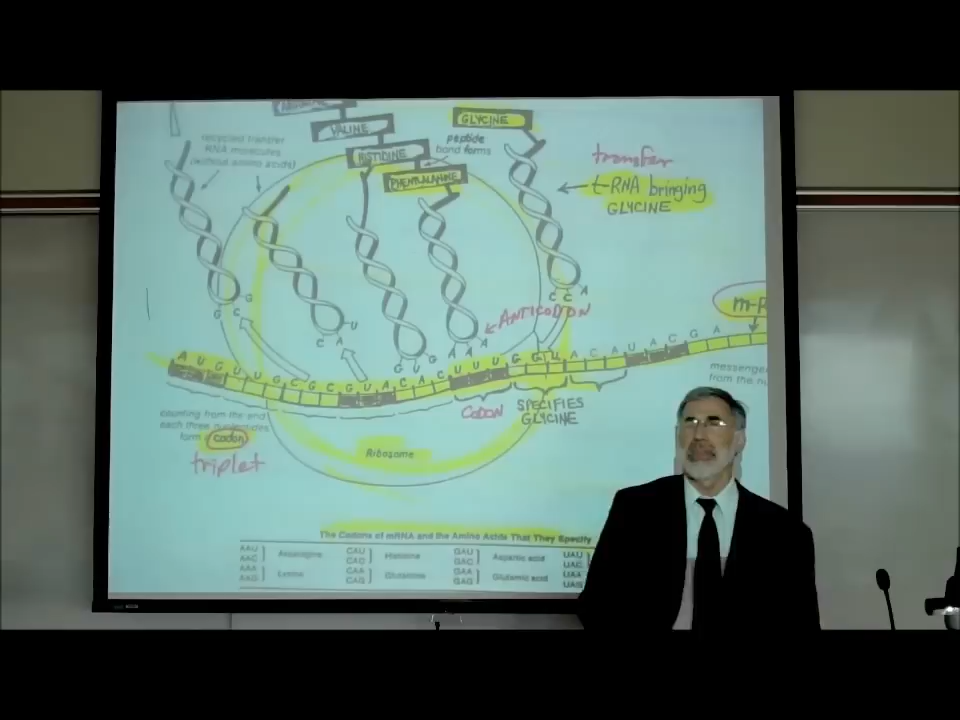 VALINE
HISTIDINE
PHENYLALANINE
GLYCINE
peptide
bond forms
recycled transfer
RNA molecules
(without amino acids)
transfer
t-RNA bringing
GLYCINE
G
G C
U
C A
G U G
A A A
C C A
ANTICODON
A U G U U G C G C G U A C A C U U U G G U A C A U A C G A
m-R
messenger
from the nu
CODON
SPECIFIES
GLYCINE
counting from the end
each three nucleotides
form a codon
triplet
Ribosome
The Codons of mRNA and the Amino Acids That They Specify
AAU
AAC
Asparagine
CAU
CAC
Histidine
GAU
GAC
Aspartic acid
UAU
UAC
AAA
AAG
Lysine
CAA
CAG
Glutamine
GAA
GAG
Glutamic acid
UAA
UAG